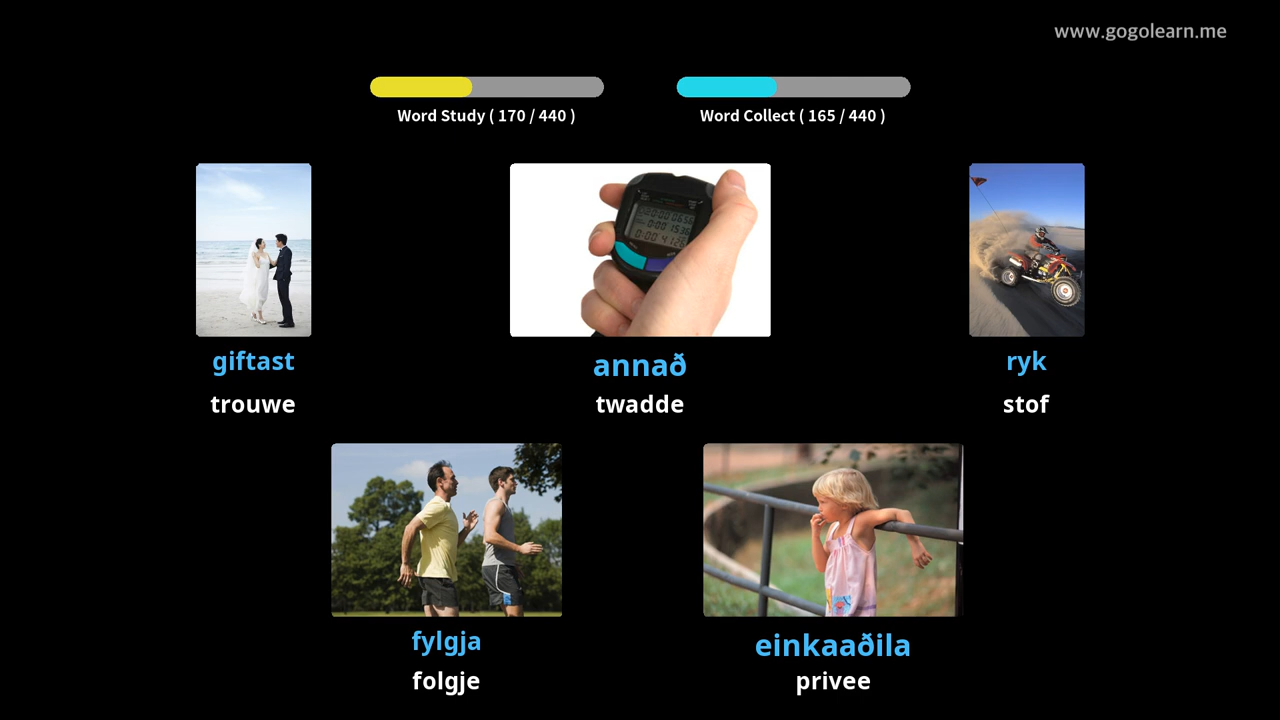 www.gogolearn.me
Word Study ( 170 / 440 )
Word Collect ( 165 / 440 )
giftast
trouwe
annað
twadde
ryk
stof
fylgja
folgje
einkaaðila
privee